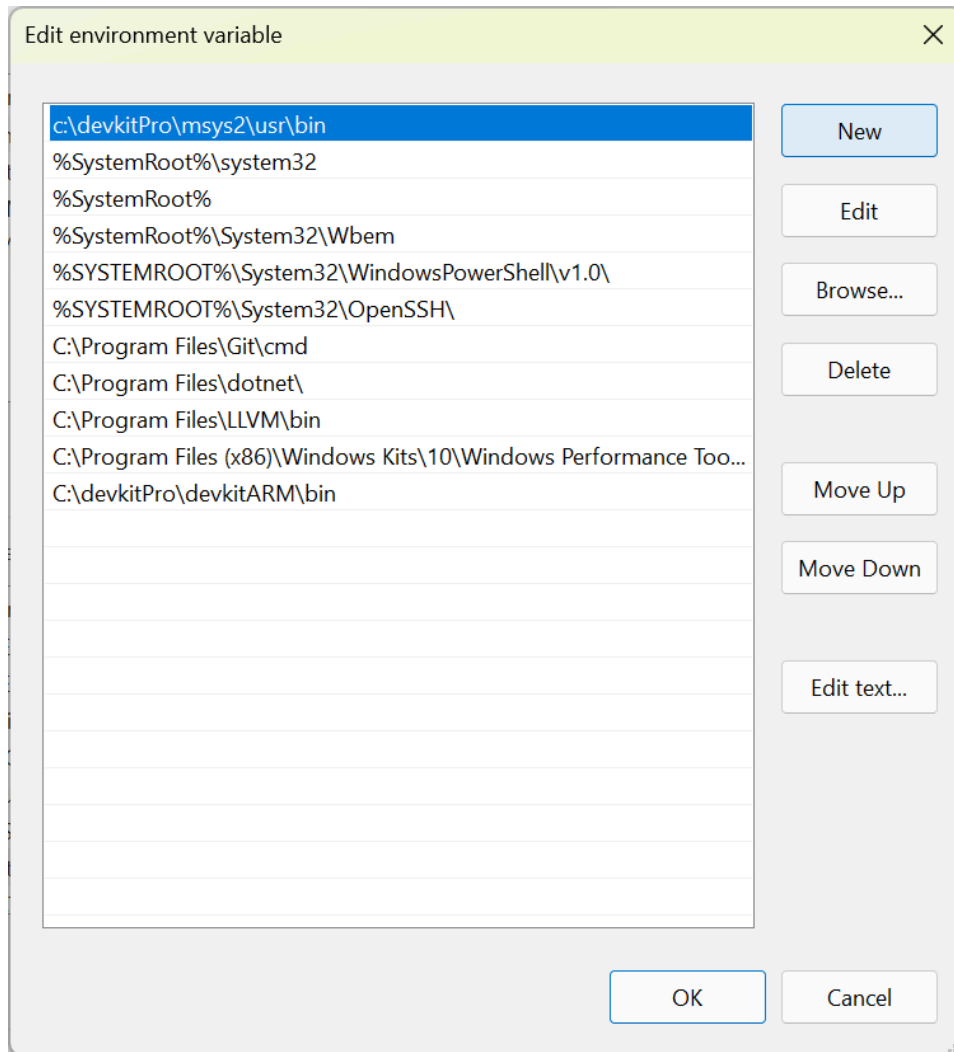 Edit environment variable
c:\devkitPro\msys2\usr\bin
%SystemRoot%\system32
%SystemRoot%
%SystemRoot%\System32\Wbem
%SYSTEMROOT%\System32\WindowsPowerShell\v1.0\
%SYSTEMROOT%\System32\OpenSSH\
C:\Program Files\Git\cmd
C:\Program Files\dotnet\
C:\Program Files\LLVM\bin
C:\Program Files (x86)\Windows Kits\10\Windows Performance Too...
C:\devkitPro\devkitARM\bin
New
Edit
Browse...
Delete
Move Up
Move Down
Edit text...
OK
Cancel